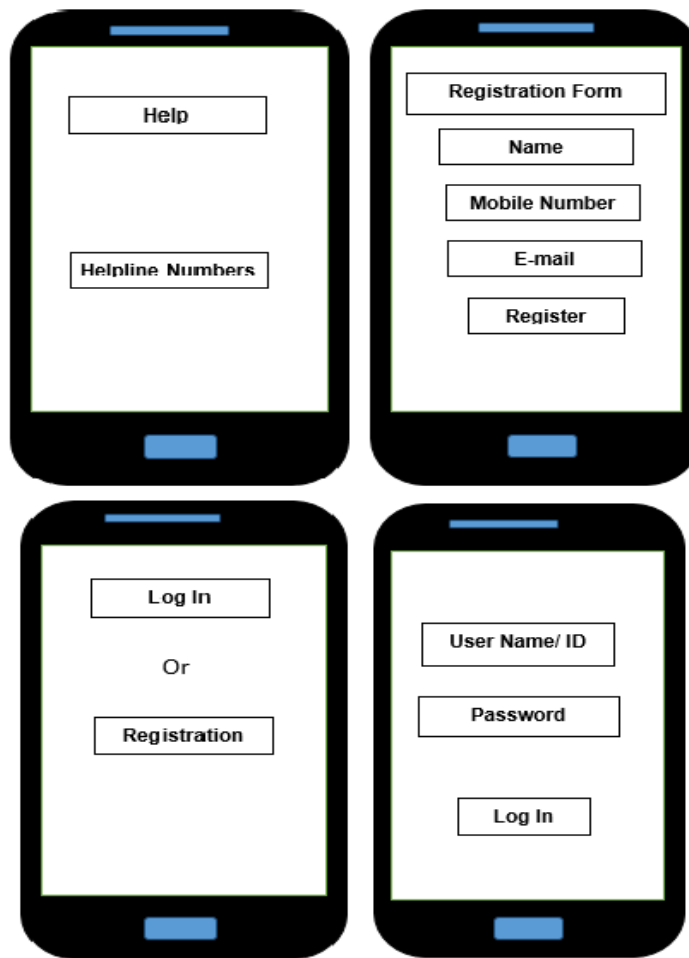 Help
Helpline Numbers
Registration Form
Name
Mobile Number
E-mail
Register
Log In
Or
Registration
User Name/ ID
Password
Log In